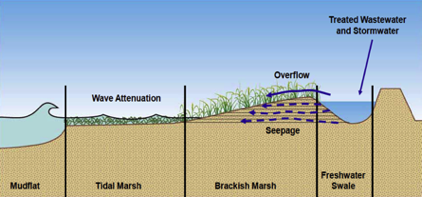 Treated Wastewater
and Stormwater
Overflow
Wave Attenuation
Seepage
Mudflat
Tidal Marsh
Brackish Marsh
Freshwater
Swale